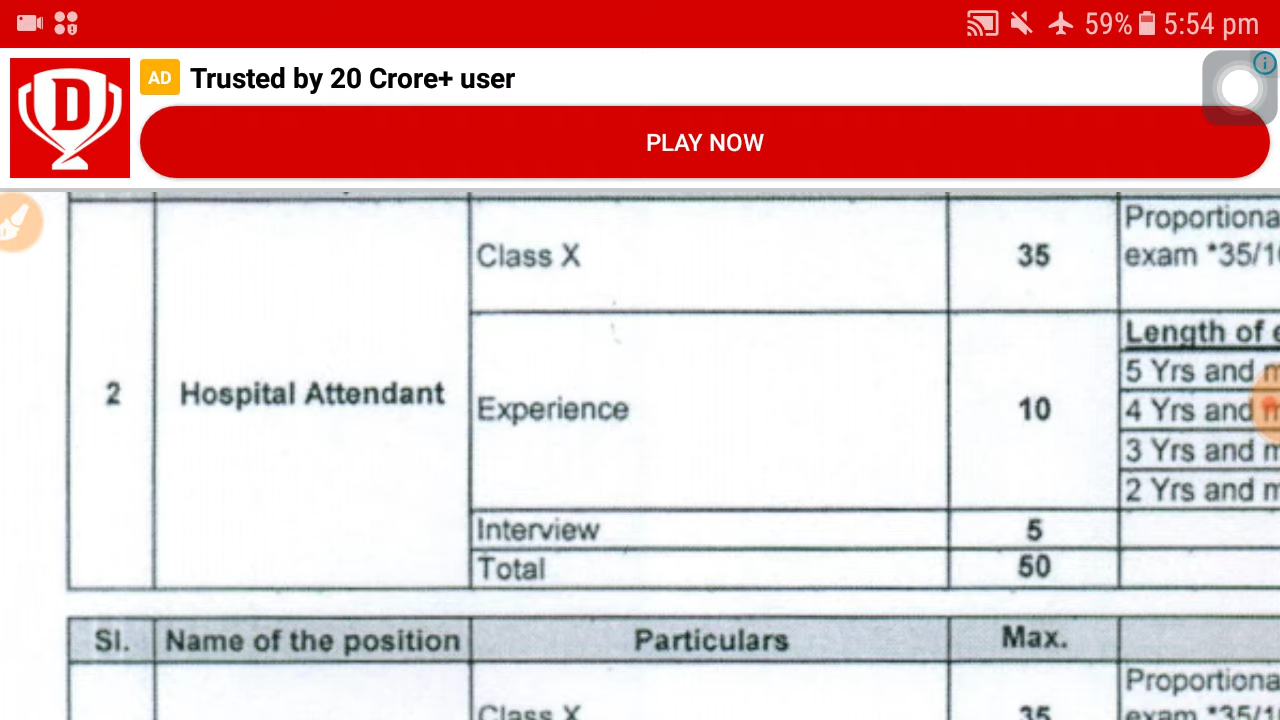 59% 5:54 pm
D
AD Trusted by 20 Crore+ user
PLAY NOW
Class X 35 Proportiona
exam *35/10
2 Hospital Attendant Experience 10
Length of e
5 Yrs and m
4 Yrs and m
3 Yrs and m
2 Yrs and m
Interview 5
Total 50
Sl. Name of the position Particulars Max.
Class X 35 Proportiona
exam *35/10